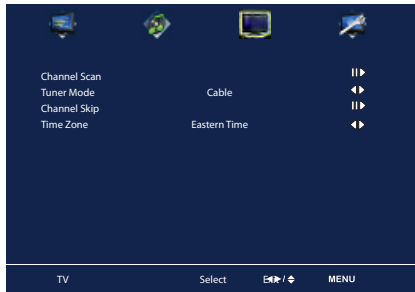 Channel Scan
Tuner Mode Cable
Channel Skip
Time Zone Eastern Time
TV Select MENU